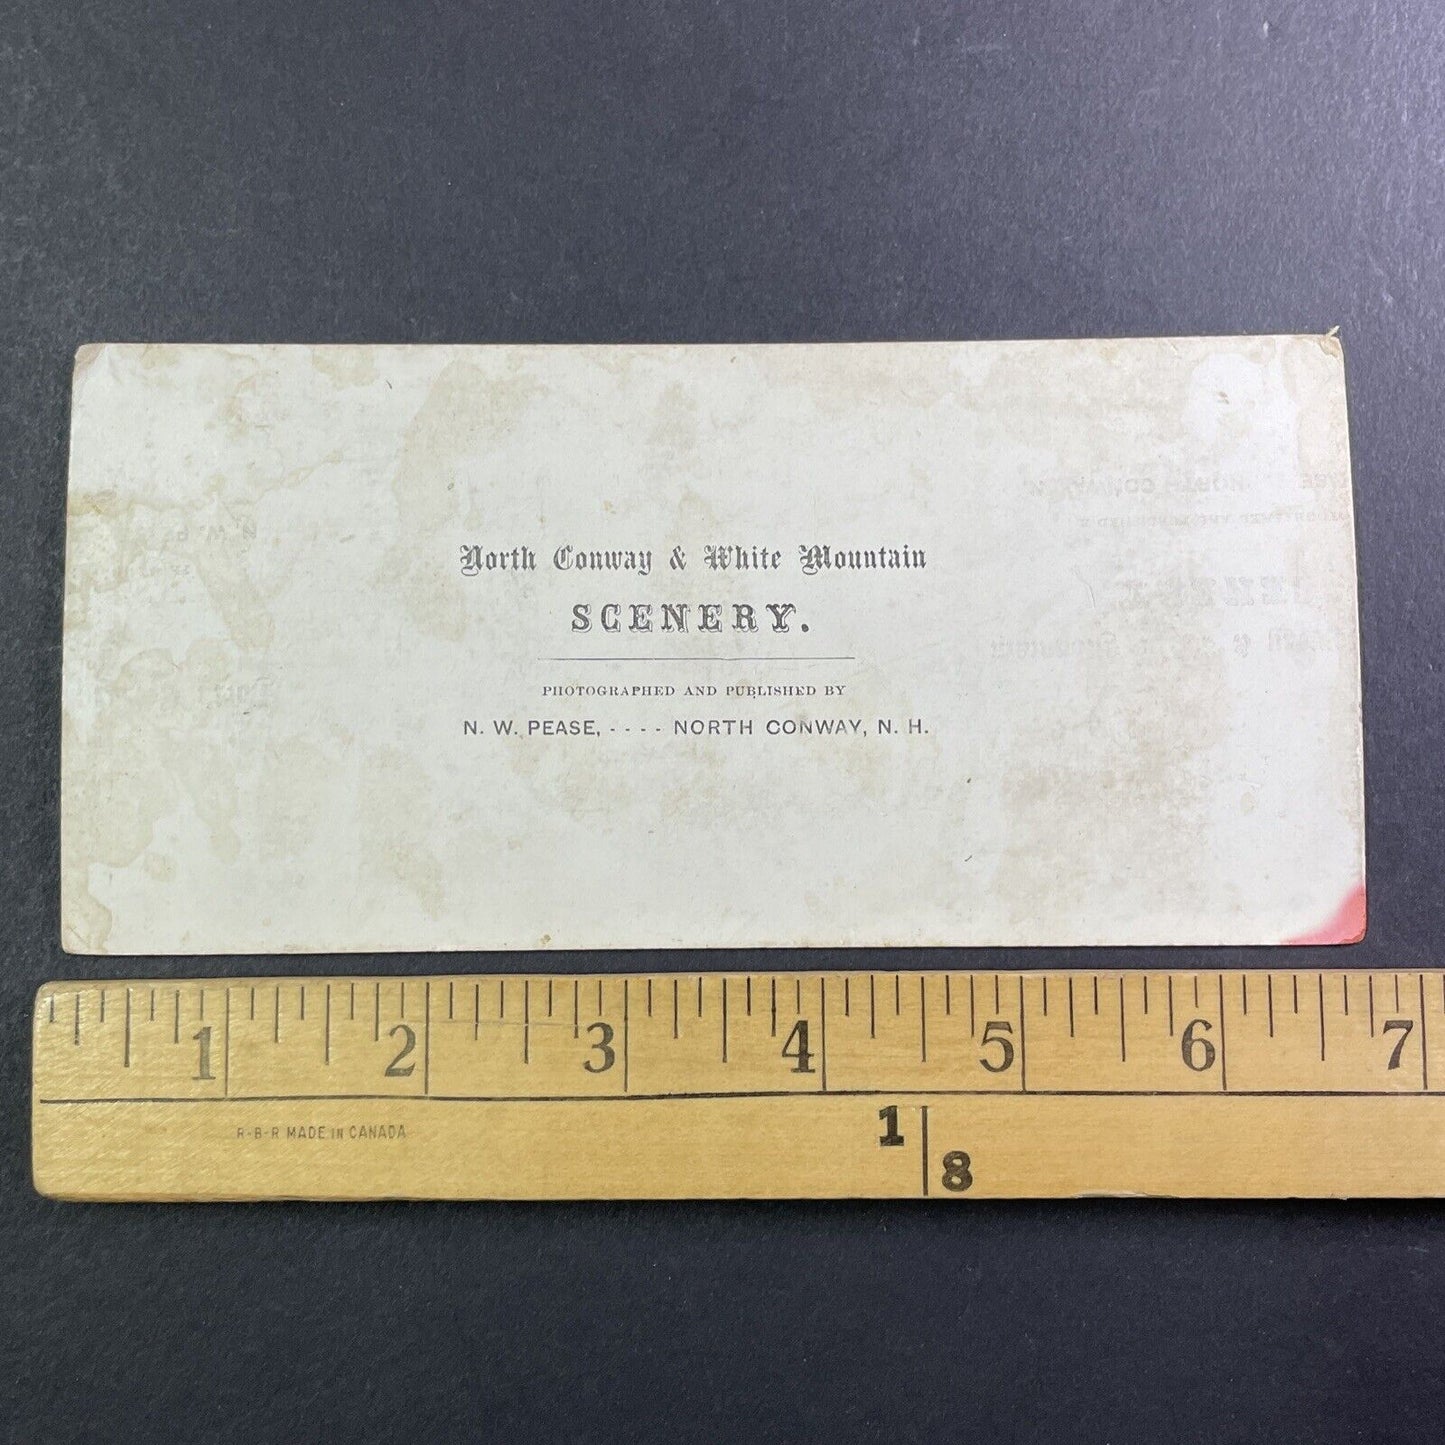 North Conway & White Mountain
SCENERY.
PHOTOGRAPHED AND PUBLISHED BY
N. W. PEASE, - - - - NORTH CONWAY, N. H.
1 2 3 4 5 6 7
R-B-R MADE IN CANADA
1
8